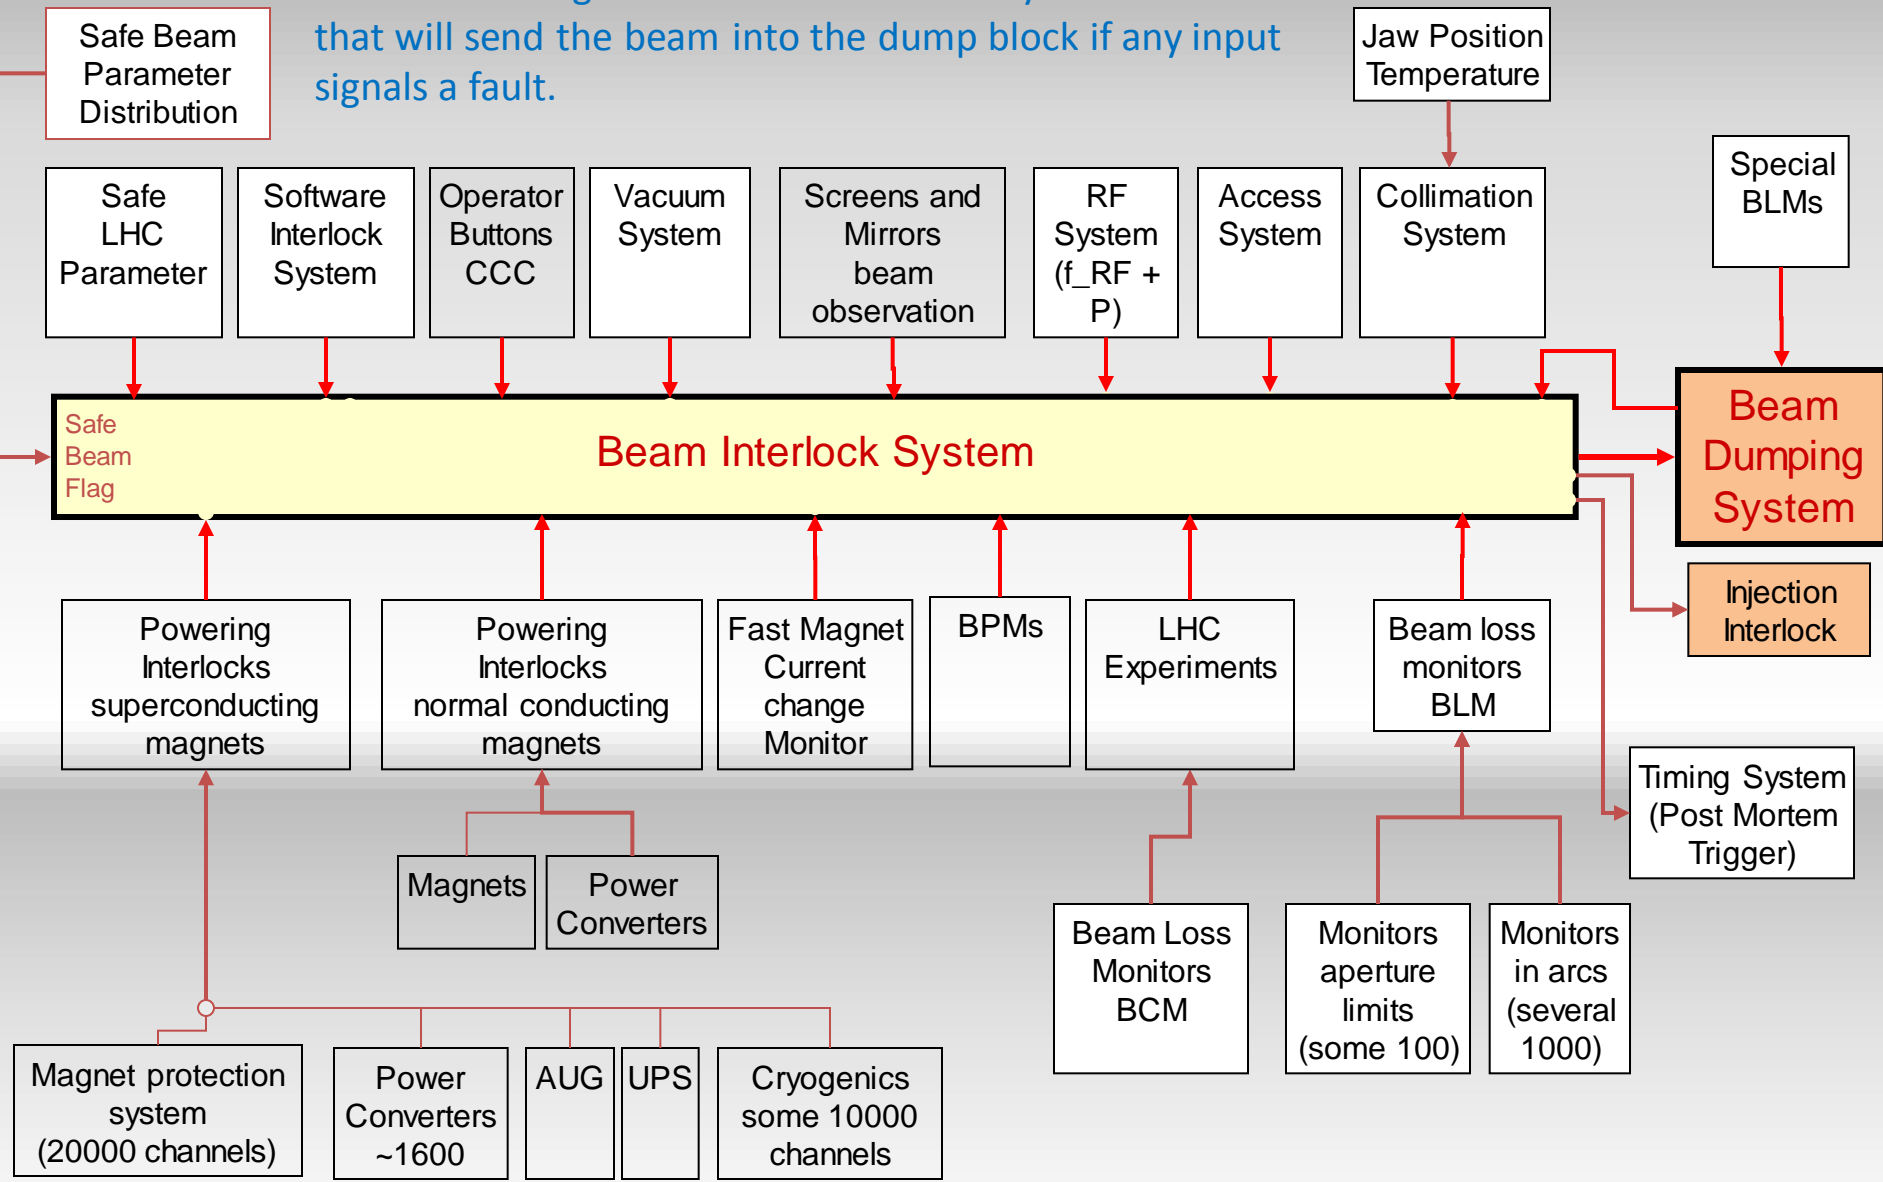 Safe Beam
Parameter
Distribution
that will send the beam into the dump block if any input
signals a fault.
Jaw Position
Temperature
Safe
LHC
Parameter
Software
Interlock
System
Operator
Buttons
CCC
Vacuum
System
Screens and
Mirrors
beam
observation
RF
System
(f_RF +
P)
Access
System
Collimation
System
Special
BLMs
Safe
Beam
Flag
Beam Interlock System
Beam
Dumping
System
Injection
Interlock
Powering
Interlocks
superconducting
magnets
Powering
Interlocks
normal conducting
magnets
Fast Magnet
Current
change
Monitor
BPMs
LHC
Experiments
Beam loss
monitors
BLM
Timing System
(Post Mortem
Trigger)
Magnets
Power
Converters
Beam Loss
Monitors
BCM
Monitors
aperture
limits
(some 100)
Monitors
in arcs
(several
1000)
Magnet protection
system
(20000 channels)
Power
Converters
~1600
AUG
UPS
Cryogenics
some 10000
channels